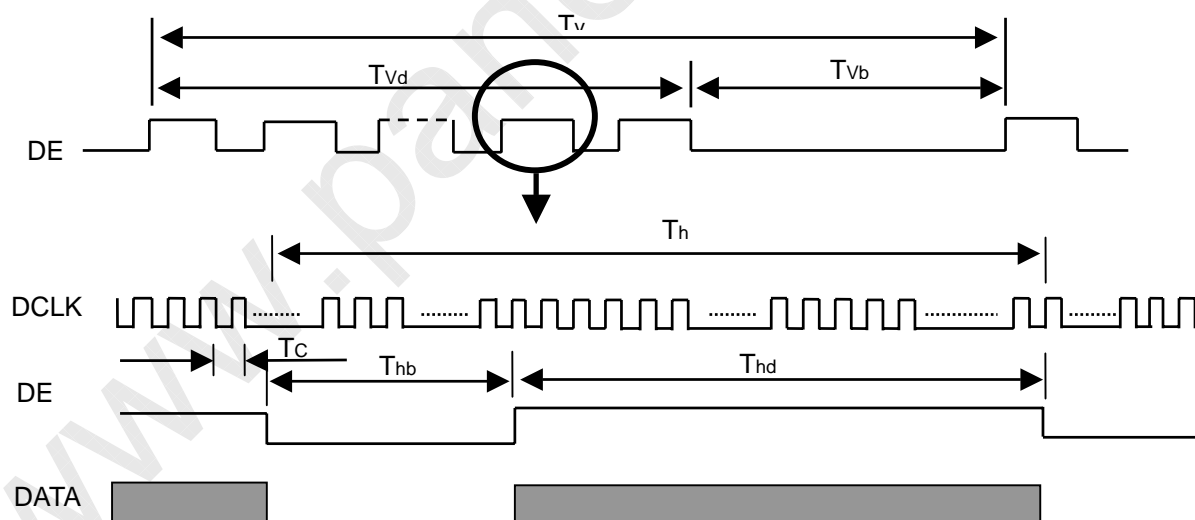 Tv
TVd
TVb
DE
Th
DCLK
TC
Thb
Thd
DE
DATA